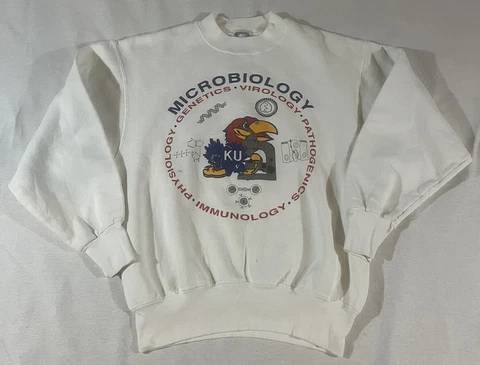 MICROBIOLOGY
PHYSIOLOGY · GENETICS · VIROLOGY · PATHOGENICS · IMMUNOLOGY ·
KU